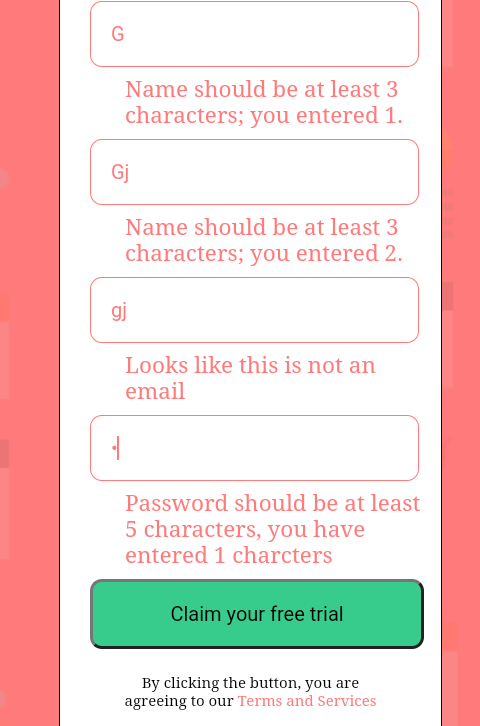 G
Name should be at least 3
characters; you entered 1.
Gj
Name should be at least 3
characters; you entered 2.
gj
Looks like this is not an
email
•
Password should be at least
5 characters, you have
entered 1 charcters
Claim your free trial
By clicking the button, you are
agreeing to our Terms and Services